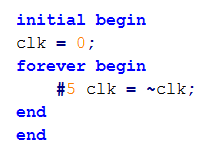 initial begin
clk = 0;
forever begin
    #5 clk = ~clk;
end
end